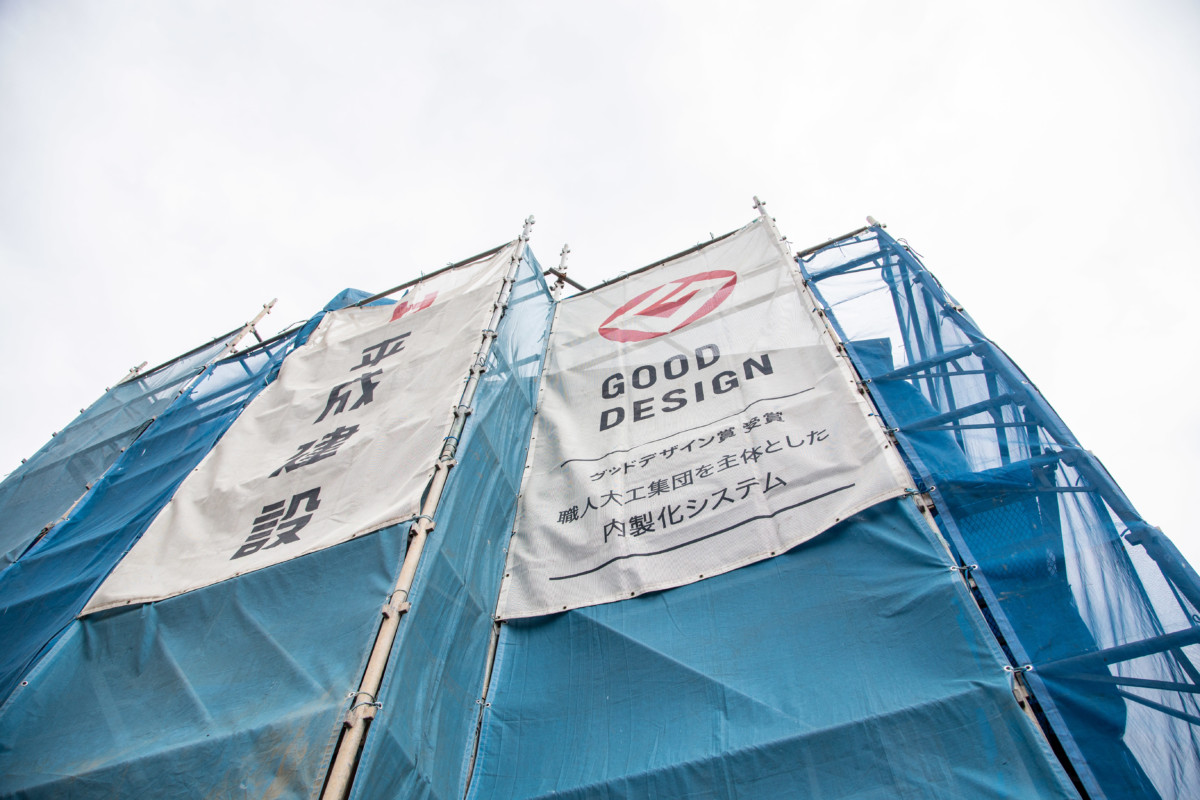 平成建設
GOOD
DESIGN
グッドデザイン賞 受賞
職人大工集団を主体とした
内製化システム